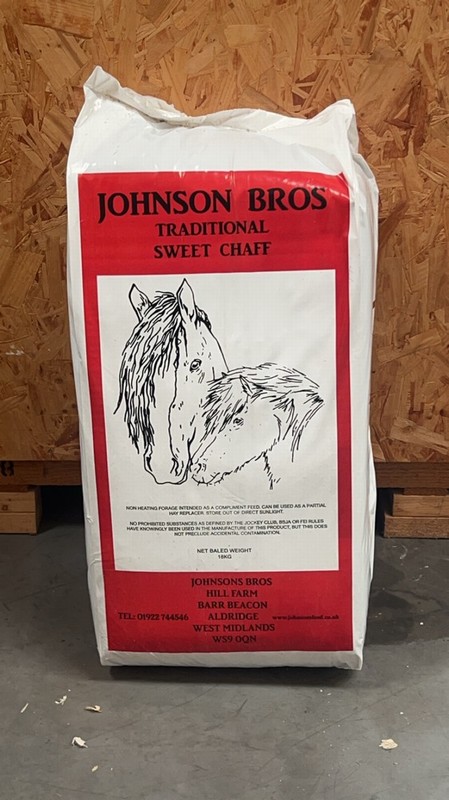 JOHNSON BROS
TRADITIONAL
SWEET CHAFF
NON-HEATING FORAGE INTENDED AS A COMPLIMENT FEED. CAN BE USED AS A PARTIAL
HAY REPLACER. STORE OUT OF DIRECT SUNLIGHT.
NO PROHIBITED SUBSTANCES AS DEFINED BY THE JOCKEY CLUB, BSJA OR FEI RULES
HAVE KNOWINGLY BEEN USED IN THE MANUFACTURE OF THIS PRODUCT, BUT THIS DOES
NOT PRECLUDE ACCIDENTAL CONTAMINATION.
NET BALED WEIGHT
18KG
JOHNSONS BROS
HILL FARM
BARR BEACON
TEL: 01922 744546 ALDRIDGE
WEST MIDLANDS
WS9 0QN